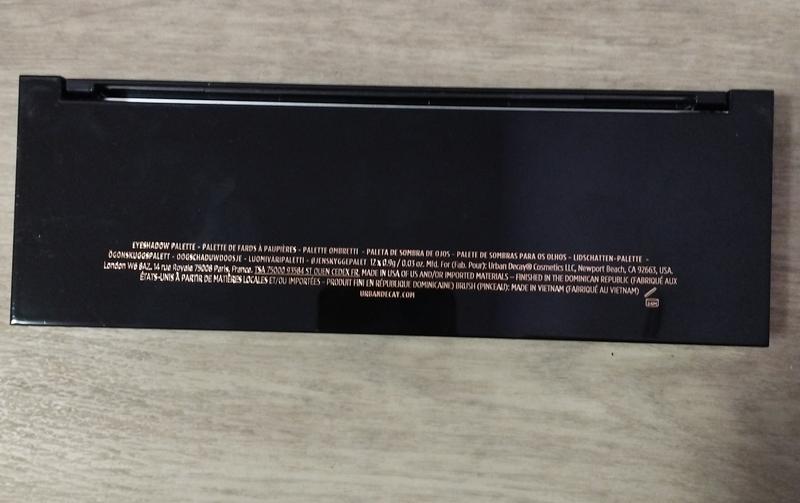 EYESHADOW PALETTE - PALETTE DE FARDS À PAUPIÈRES - PALETTE OMBRETTI - PALETA DE SOMBRA DE OJOS - PALETE DE SOMBRAS PARA OS OLHOS - LIDSCHATTEN-PALETTE -
ÖGONSKUGGSPALETT - OOGSCHADUWDOOSJE - LUOMIVÄRIPALETTI - ØJENSKYGGEPALET 12 x 0.9g / 0.03 oz. Mfd. For (Fab. Pour): Urban Decay® Cosmetics LLC, Newport Beach, CA 92663, USA,
London W6 8AZ, 14 rue Royale 75008 Paris, France. TSA 75000 93584 ST OUEN CEDEX FR. MADE IN USA OF US AND/OR IMPORTED MATERIALS - FINISHED IN THE DOMINICAN REPUBLIC (FABRIQUÉ AUX
ÉTATS-UNIS À PARTIR DE MATIÈRES LOCALES ET/OU IMPORTÉES - PRODUIT FINI EN RÉPUBLIQUE DOMINICAINE) BRUSH (PINCEAU): MADE IN VIETNAM (FABRIQUÉ AU VIETNAM)
URBANDECAY.COM